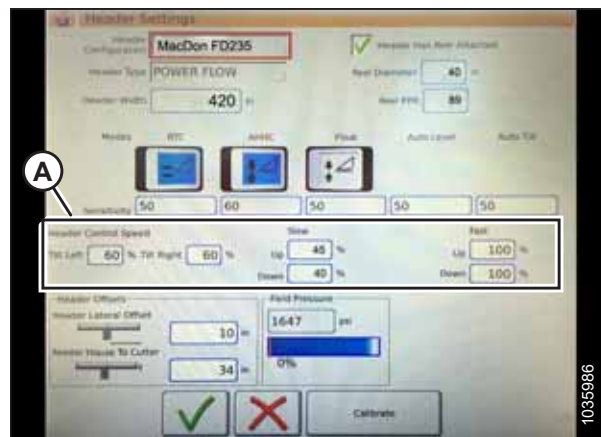 Header Settings
Header Configuration MacDon FD235 Header Has Reel Attached
Header Type POWER FLOW Reel Diameter 40 in
Header Width 420 in Reel PPR 89
Modes RTC AHHC Float Auto Level Auto Tilt
A
Sensitivity 50 60 50 50 50
Header Control Speed Slow Fast
Tilt Left 60 % Tilt Right 60 % Up 45 % Up 100 %
Down 40 % Down 100 %
Header Offsets Field Pressure
Header Lateral Offset 1647 psi
10 in
Feeder House To Cutter 0%
34 in
Calibrate
1035986